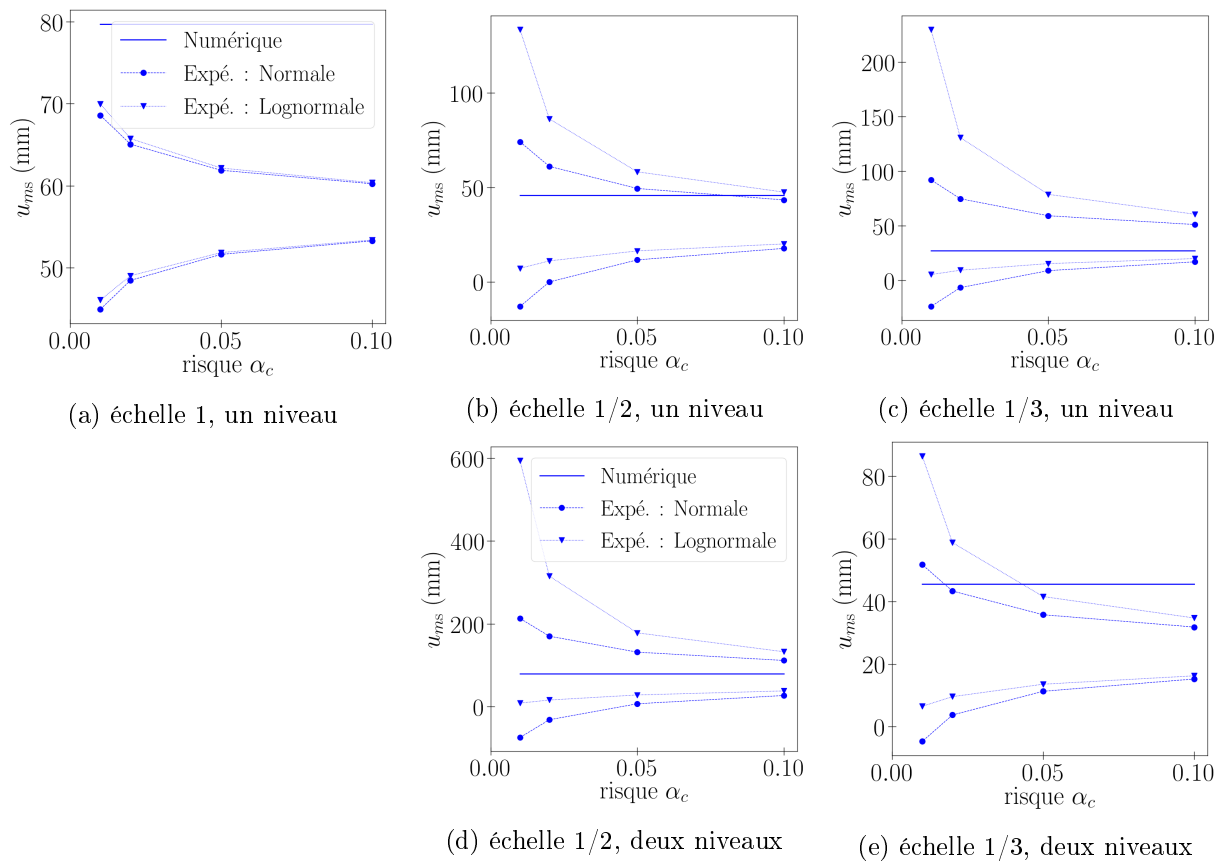 80
70
60
50
0.00
0.05
0.10
u_ms (mm)
risque α_c
Numérique
Expé. : Normale
Expé. : Lognormale
(a) échelle 1, un niveau
100
50
0
0.00
0.05
0.10
u_ms (mm)
risque α_c
(b) échelle 1/2, un niveau
200
150
100
50
0
0.00
0.05
0.10
u_ms (mm)
risque α_c
(c) échelle 1/3, un niveau
600
400
200
0
0.00
0.05
0.10
u_ms (mm)
risque α_c
Numérique
Expé. : Normale
Expé. : Lognormale
(d) échelle 1/2, deux niveaux
80
60
40
20
0
0.00
0.05
0.10
u_ms (mm)
risque α_c
(e) échelle 1/3, deux niveaux